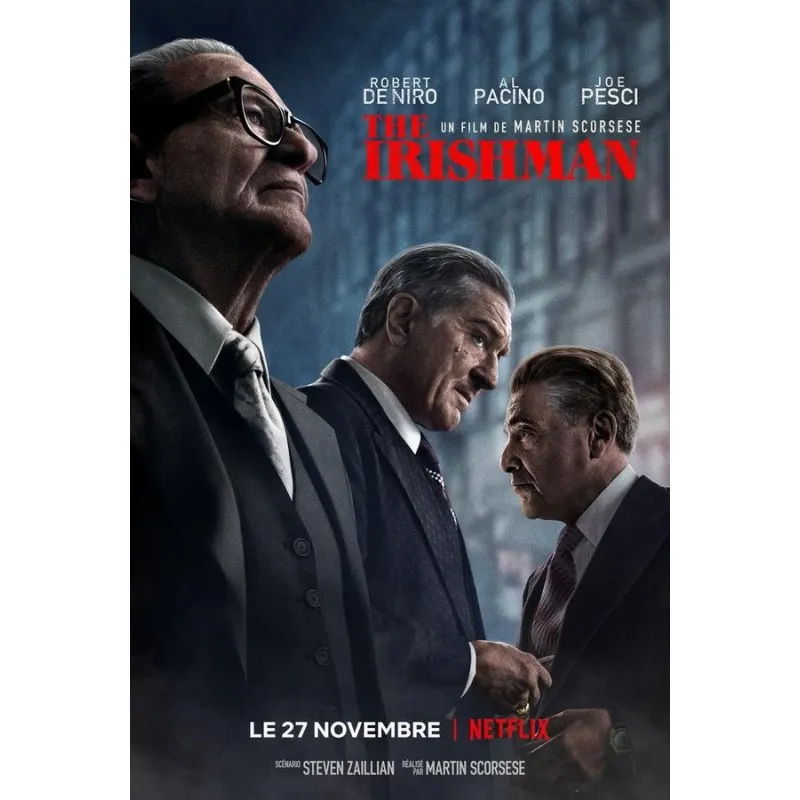 ROBERT DE NIRO AL PACINO JOE PESCI
UN FILM DE MARTIN SCORSESE
THE IRISHMAN
LE 27 NOVEMBRE | NETFLIX
SCÉNARIO STEVEN ZAILLIAN RÉALISÉ PAR MARTIN SCORSESE